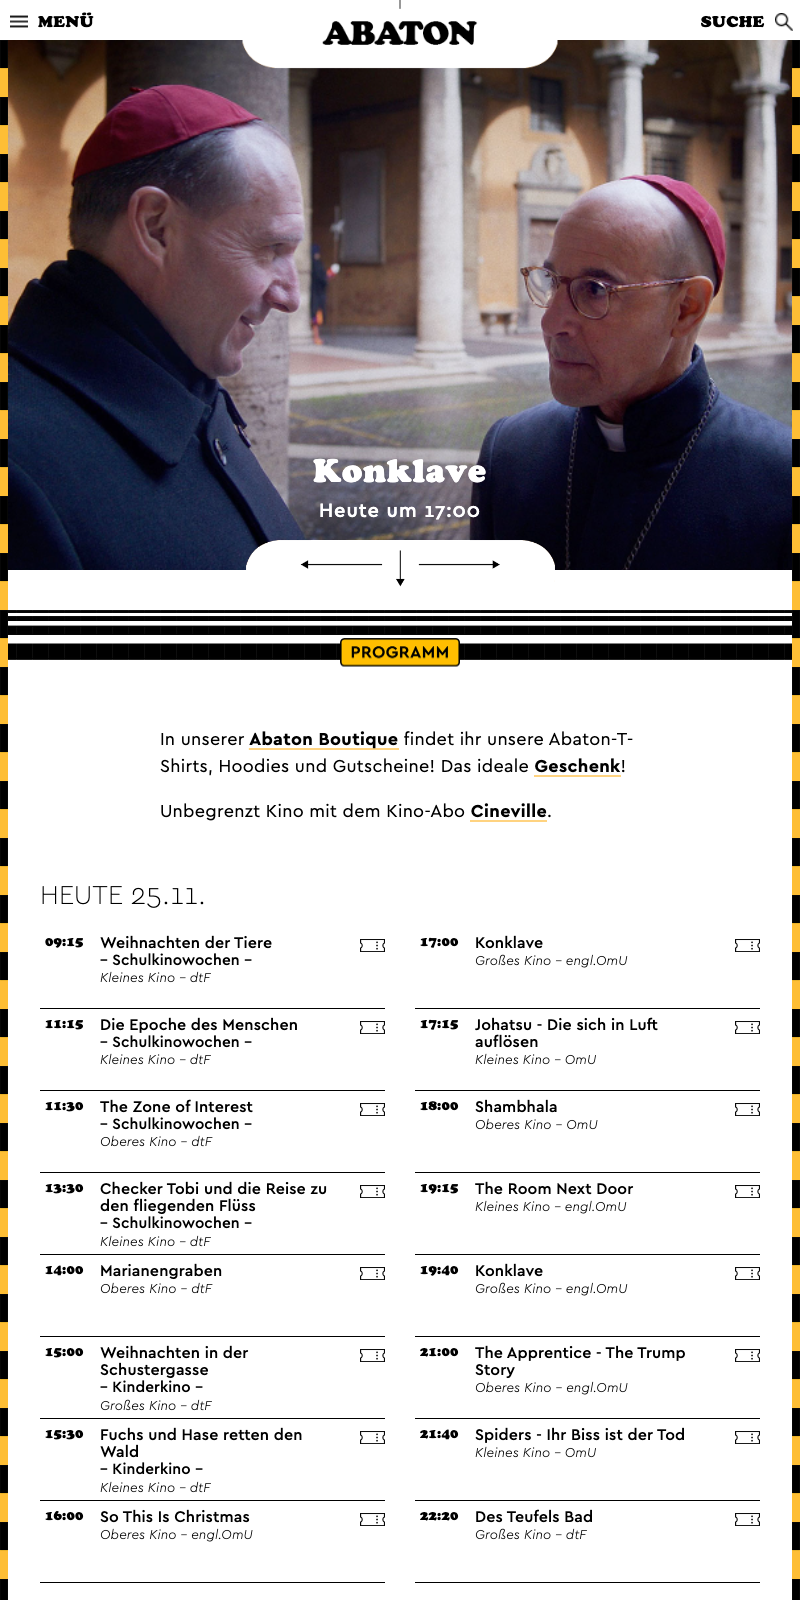 MENÜ
ABATON
SUCHE
Konklave
Heute um 17:00
PROGRAMM
In unserer Abaton Boutique findet ihr unsere Abaton-T-
Shirts, Hoodies und Gutscheine! Das ideale Geschenk!
Unbegrenzt Kino mit dem Kino-Abo Cineville.
HEUTE 25.11.
09:15 Weihnachten der Tiere
– Schulkinowochen –
Kleines Kino – dtF
11:15 Die Epoche des Menschen
– Schulkinowochen –
Kleines Kino – dtF
11:30 The Zone of Interest
– Schulkinowochen –
Oberes Kino – dtF
13:30 Checker Tobi und die Reise zu
den fliegenden Flüss
– Schulkinowochen –
Kleines Kino – dtF
14:00 Marianengraben
Oberes Kino – dtF
15:00 Weihnachten in der
Schustergasse
– Kinderkino –
Großes Kino – dtF
15:30 Fuchs und Hase retten den
Wald
– Kinderkino –
Kleines Kino – dtF
16:00 So This Is Christmas
Oberes Kino – engl.OmU
17:00 Konklave
Großes Kino – engl.OmU
17:15 Johatsu - Die sich in Luft
auflösen
Kleines Kino – OmU
18:00 Shambhala
Oberes Kino – OmU
19:15 The Room Next Door
Kleines Kino – engl.OmU
19:40 Konklave
Großes Kino – engl.OmU
21:00 The Apprentice - The Trump
Story
Oberes Kino – engl.OmU
21:40 Spiders - Ihr Biss ist der Tod
Kleines Kino – OmU
22:20 Des Teufels Bad
Großes Kino – dtF